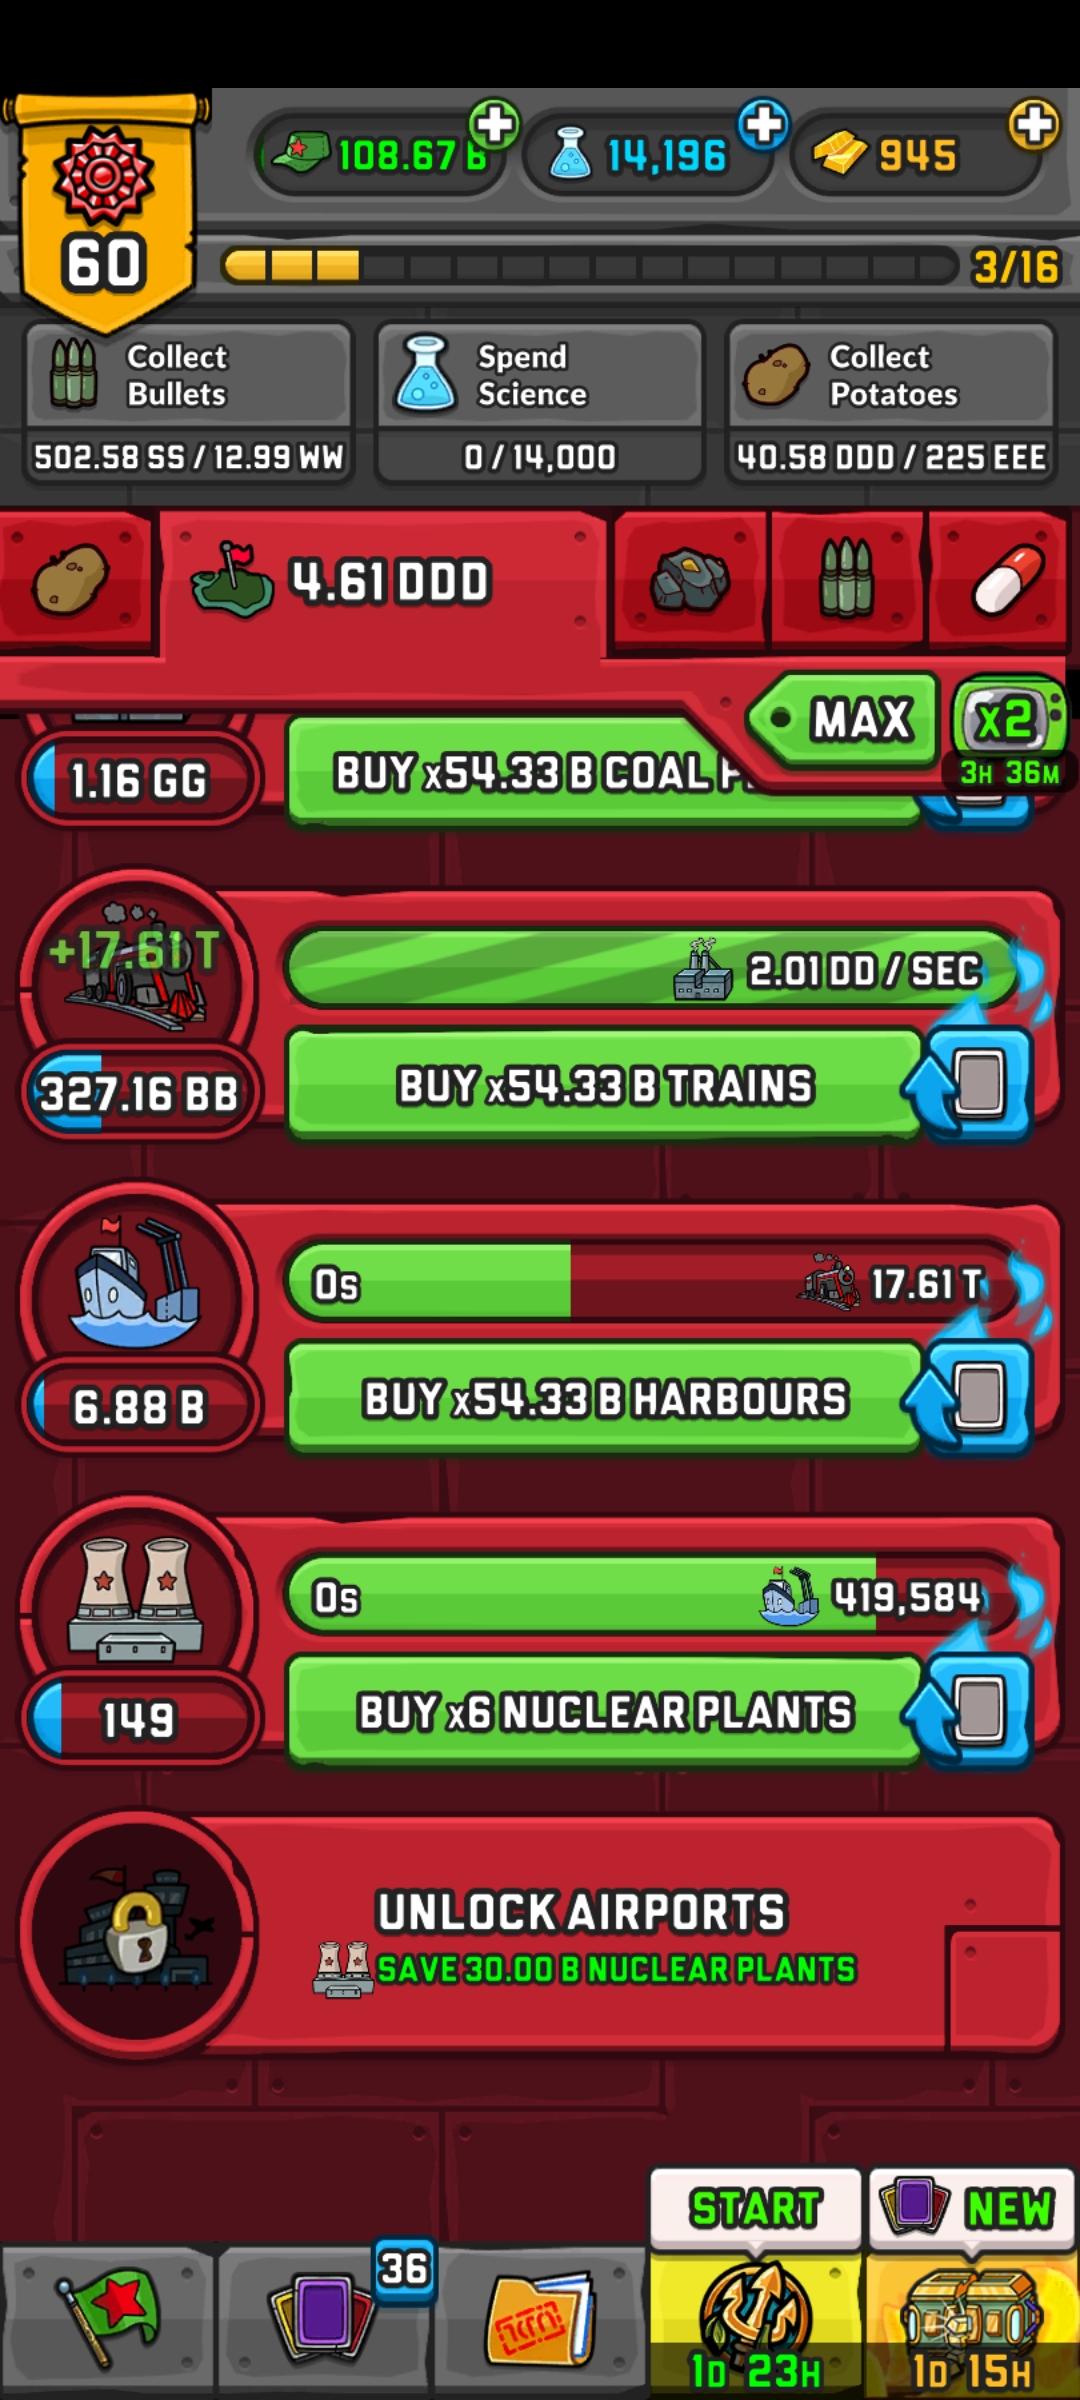 108.67 B
14,196
945
60
3/16
Collect
Bullets
Spend
Science
Collect
Potatoes
502.58 SS / 12.99 WW
0 / 14,000
40.58 DDD / 225 EEE
4.61 DDD
MAX
x2
3H 36M
1.16 GG
BUY x54.33 B COAL
+17.61 T
2.01 DD / SEC
327.16 BB
BUY x54.33 B TRAINS
0s
17.61 T
6.88 B
BUY x54.33 B HARBOURS
0s
419,584
149
BUY x6 NUCLEAR PLANTS
UNLOCK AIRPORTS
SAVE 30.00 B NUCLEAR PLANTS
START
NEW
36
1D 23H
1D 15H